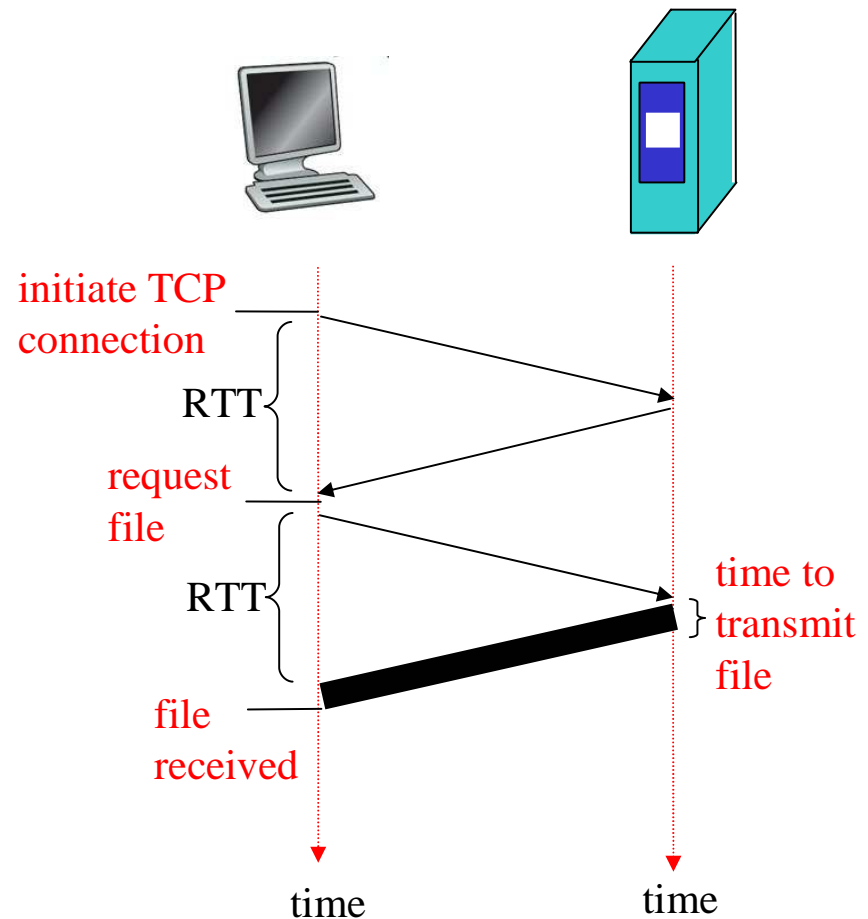 initiate TCP
connection
RTT
request
file
RTT
time to
transmit
file
file
received
time
time